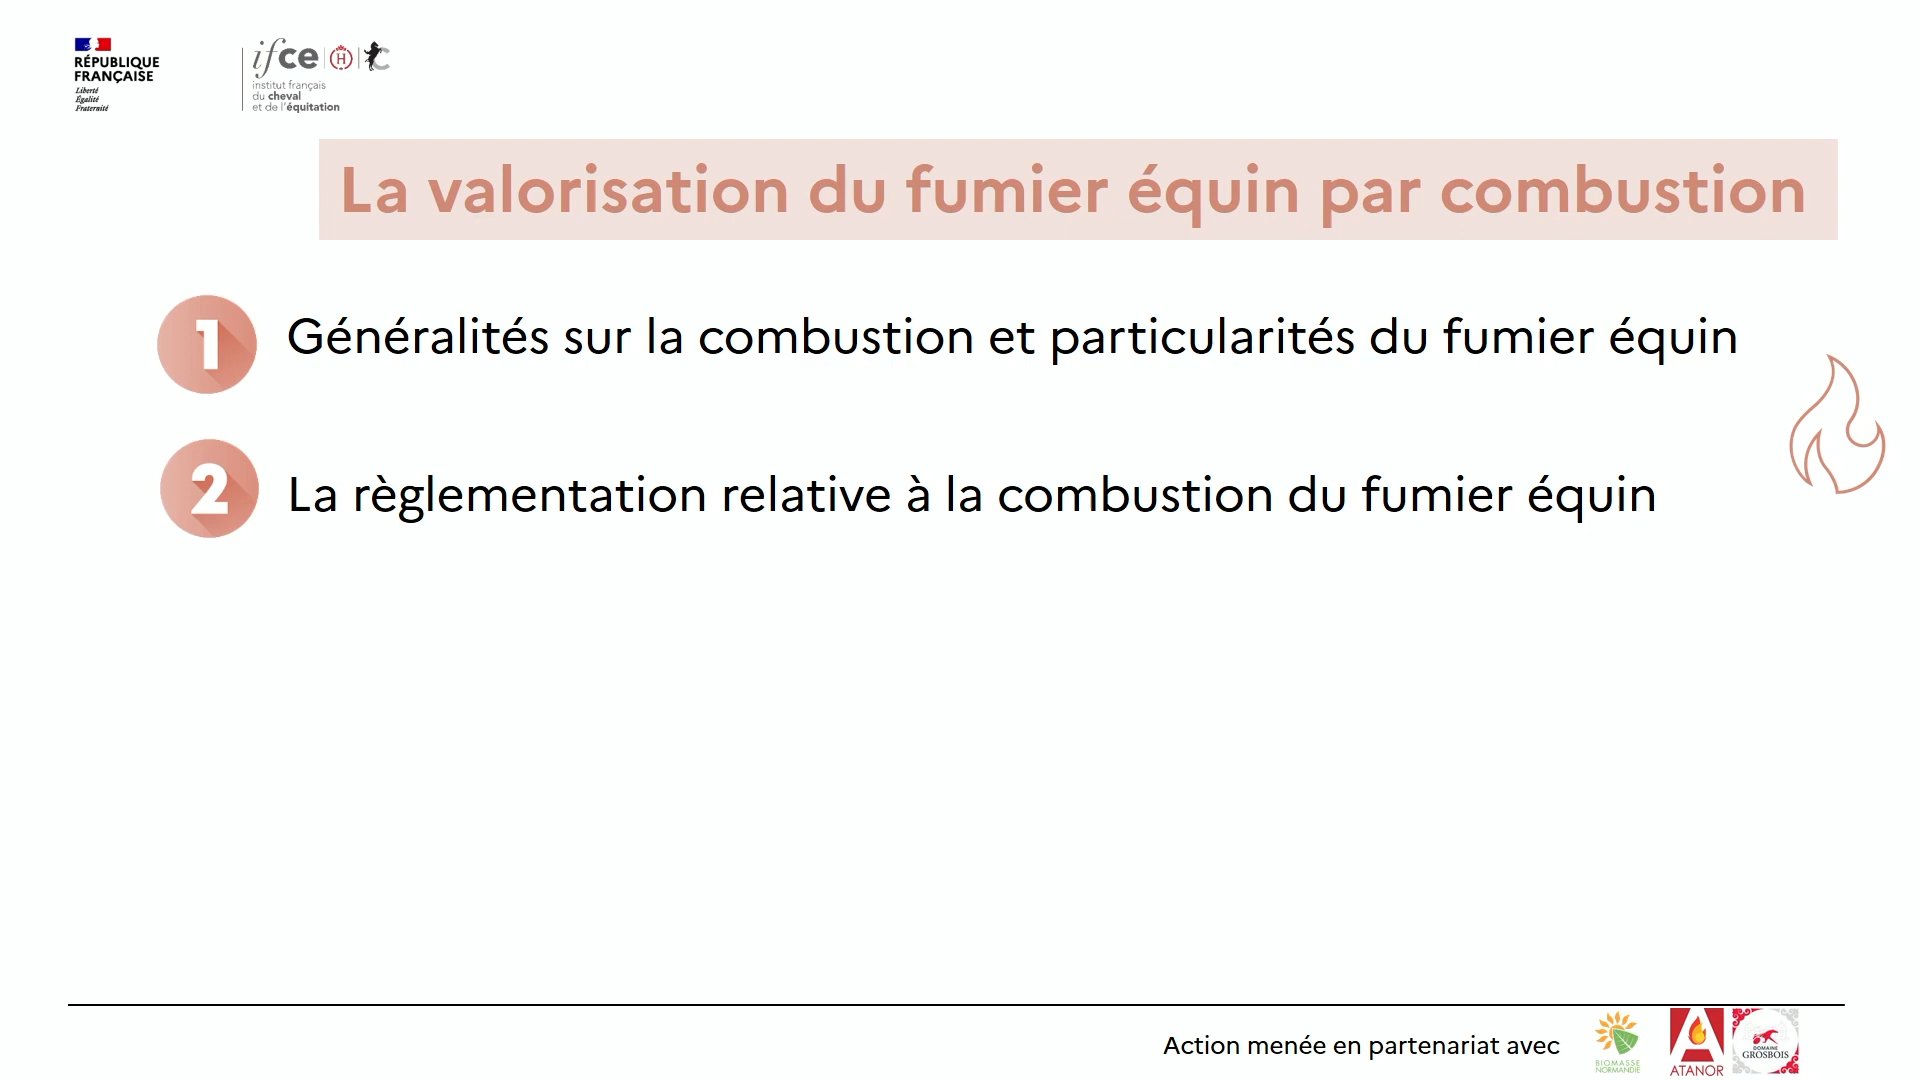 RÉPUBLIQUE
FRANÇAISE
Liberté
Égalité
Fraternité
ifce H C
institut français
du cheval
et de l'équitation
La valorisation du fumier équin par combustion
1 Généralités sur la combustion et particularités du fumier équin
2 La règlementation relative à la combustion du fumier équin
Action menée en partenariat avec
BIOMASSE
NORMANDIE
ATANOR
DOMAINE
GROSBOIS